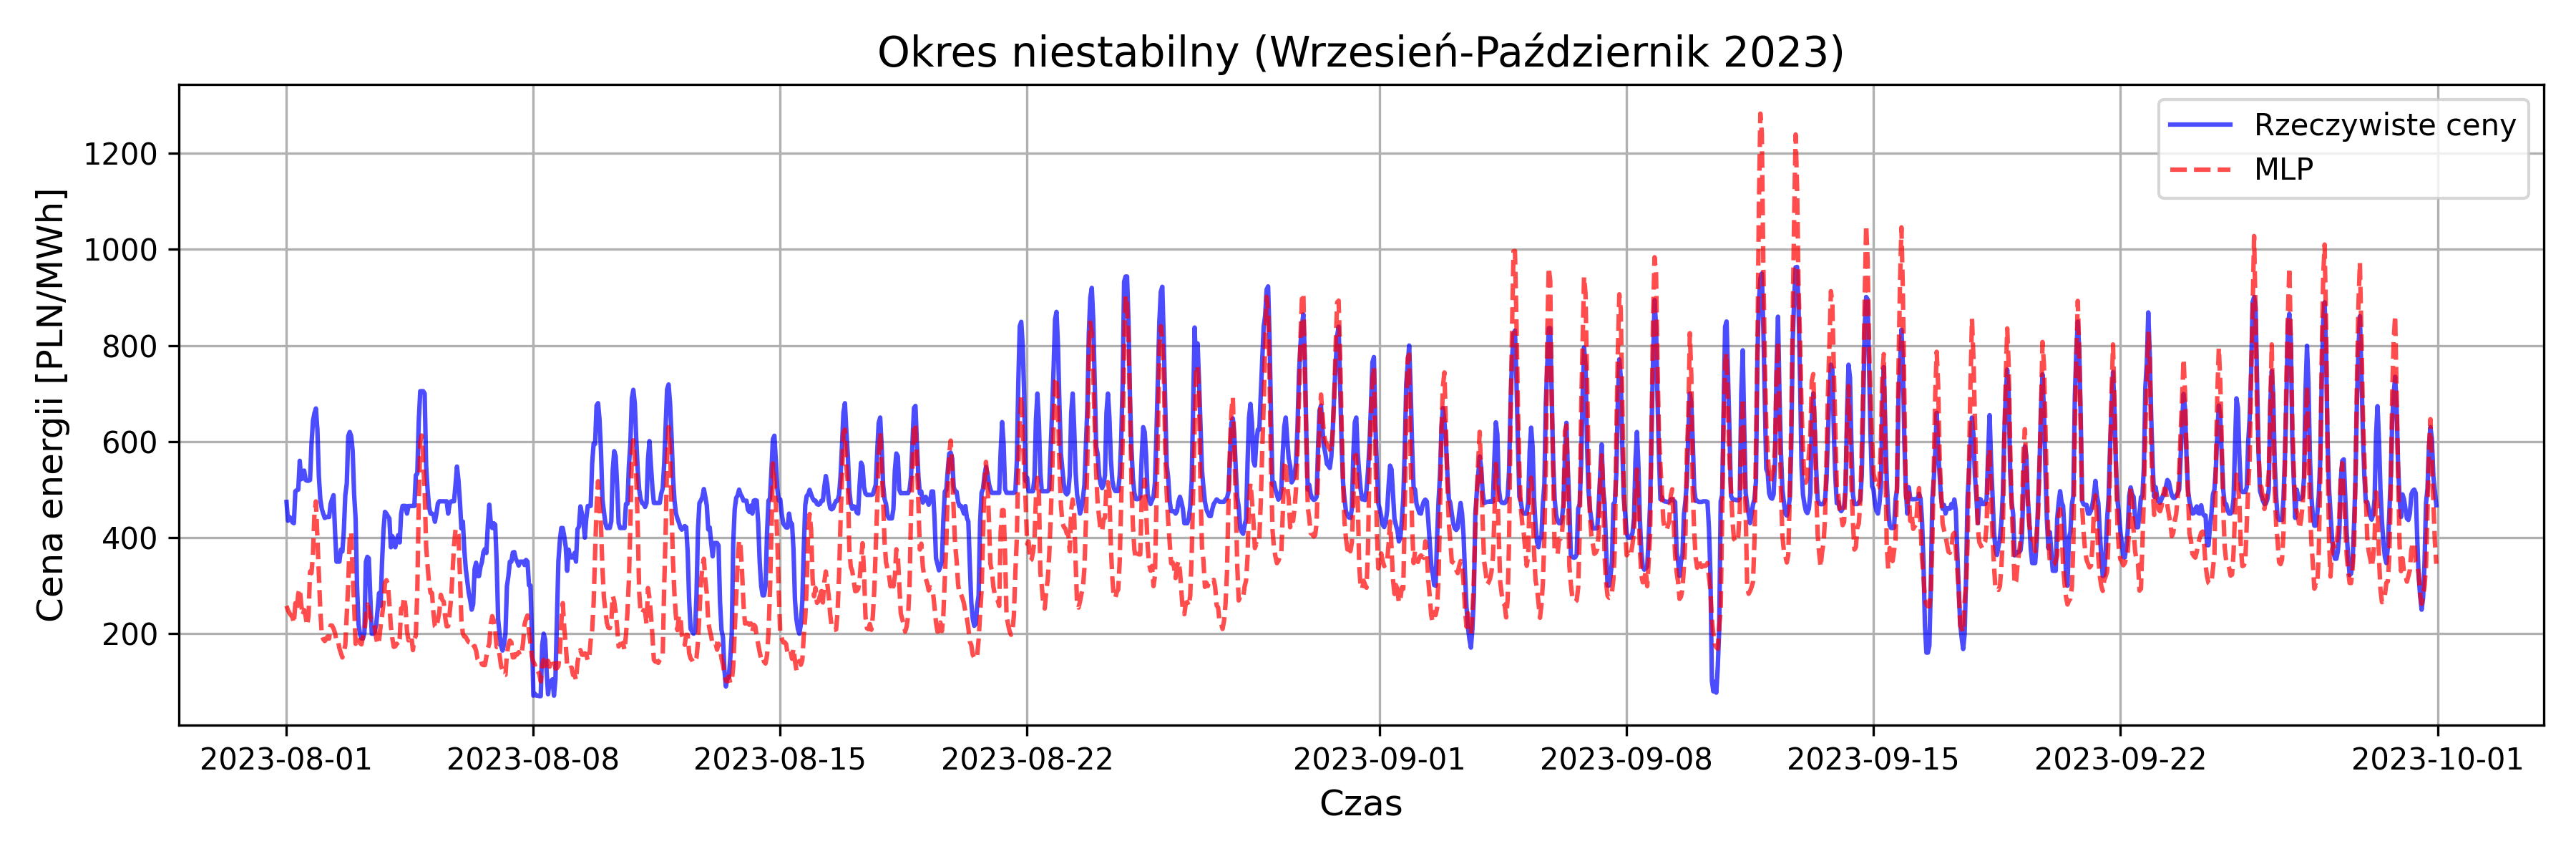 Okres niestabilny (Wrzesień-Październik 2023)
Rzeczywiste ceny
MLP
Cena energii [PLN/MWh]
1200
1000
800
600
400
200
2023-08-01 2023-08-08 2023-08-15 2023-08-22 2023-09-01 2023-09-08 2023-09-15 2023-09-22 2023-10-01
Czas